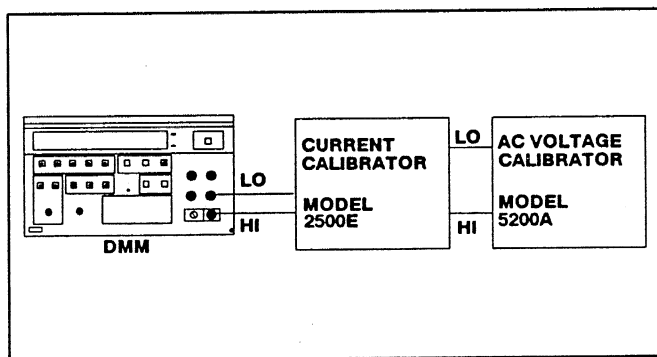 LO
HI
DMM
CURRENT
CALIBRATOR
MODEL
2500E
LO
HI
AC VOLTAGE
CALIBRATOR
MODEL
5200A